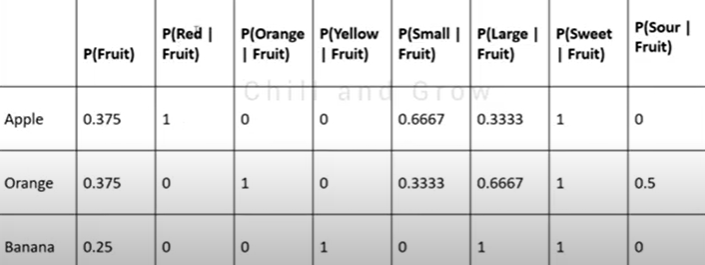 P(Fruit) P(Red | Fruit) P(Orange | Fruit) P(Yellow | Fruit) P(Small | Fruit) P(Large | Fruit) P(Sweet | Fruit) P(Sour | Fruit)
Chill and Grow
Apple 0.375 1 0 0 0.6667 0.3333 1 0
Orange 0.375 0 1 0 0.3333 0.6667 1 0.5
Banana 0.25 0 0 1 0 1 1 0